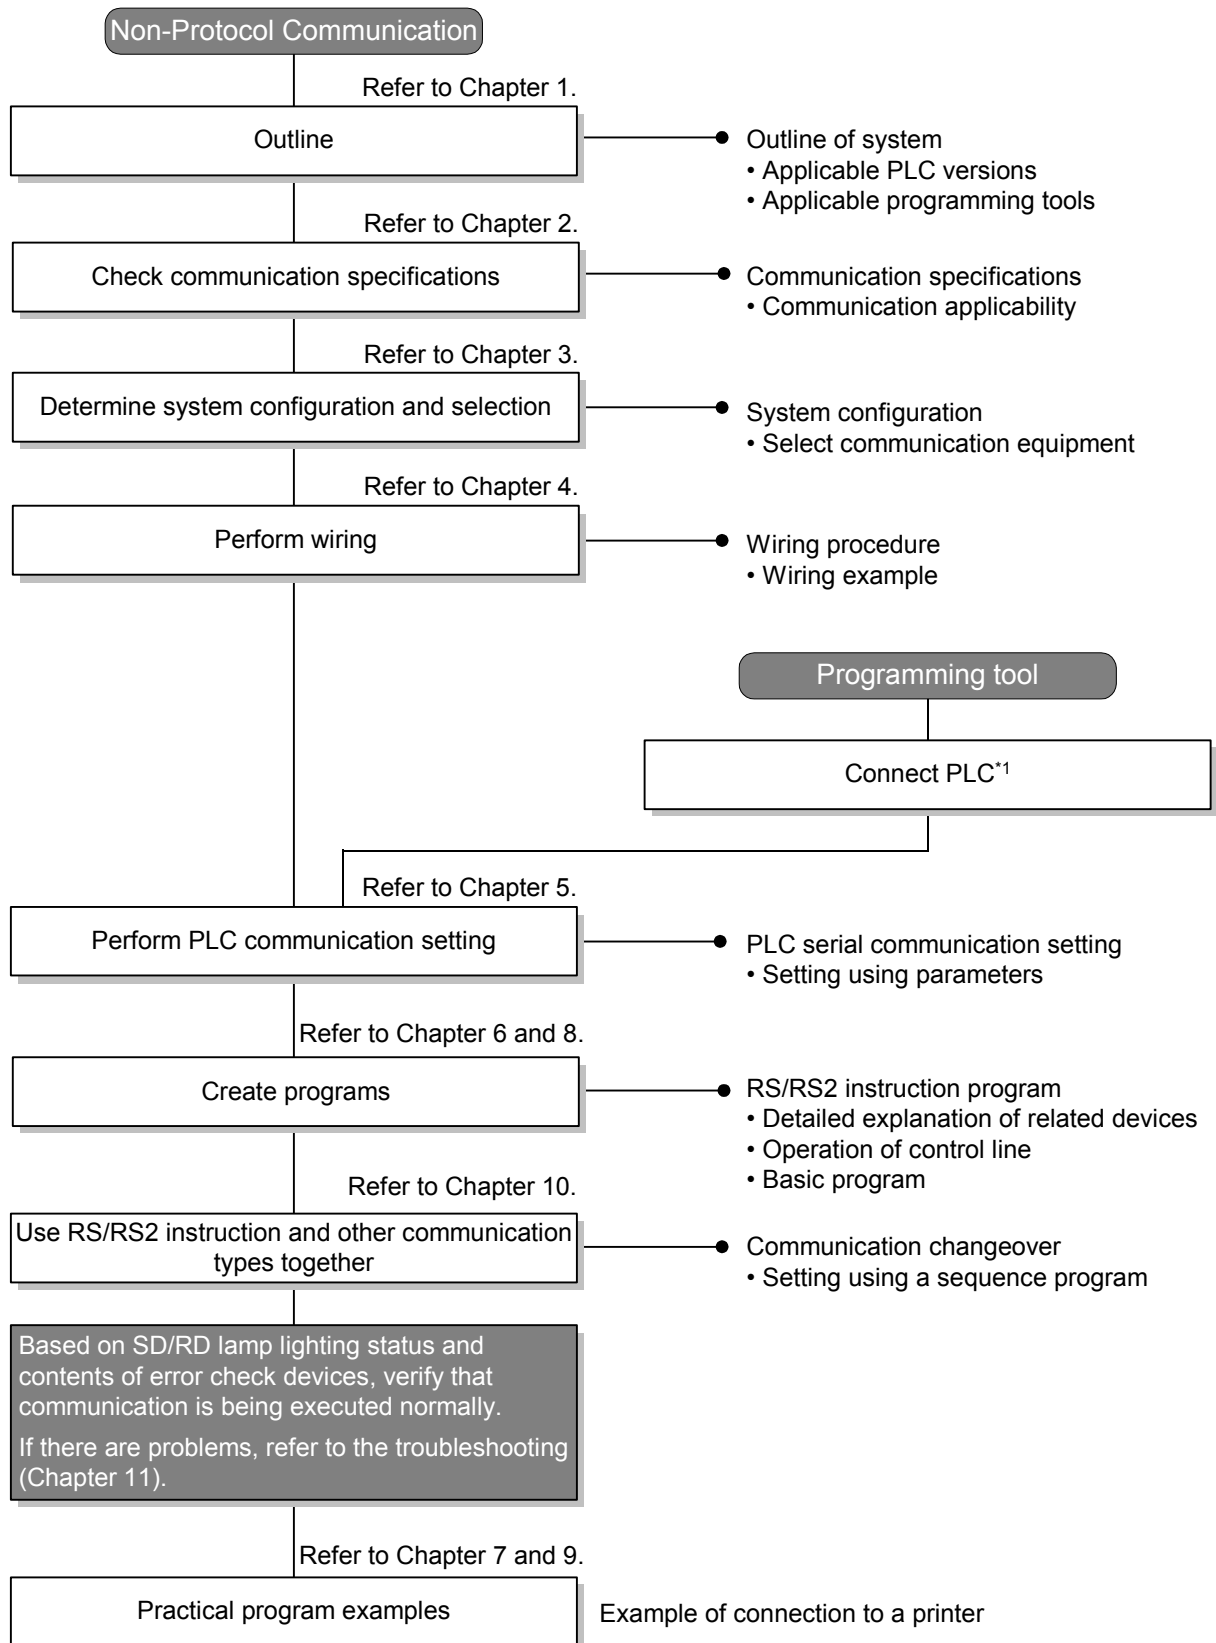 Non-Protocol Communication
Refer to Chapter 1.
Outline
Outline of system
• Applicable PLC versions
• Applicable programming tools
Refer to Chapter 2.
Check communication specifications
Communication specifications
• Communication applicability
Refer to Chapter 3.
Determine system configuration and selection
System configuration
• Select communication equipment
Refer to Chapter 4.
Perform wiring
Wiring procedure
• Wiring example
Programming tool
Connect PLC*1
Refer to Chapter 5.
Perform PLC communication setting
PLC serial communication setting
• Setting using parameters
Refer to Chapter 6 and 8.
Create programs
RS/RS2 instruction program
• Detailed explanation of related devices
• Operation of control line
• Basic program
Refer to Chapter 10.
Use RS/RS2 instruction and other communication
types together
Communication changeover
• Setting using a sequence program
Based on SD/RD lamp lighting status and
contents of error check devices, verify that
communication is being executed normally.
If there are problems, refer to the troubleshooting
(Chapter 11).
Refer to Chapter 7 and 9.
Practical program examples
Example of connection to a printer